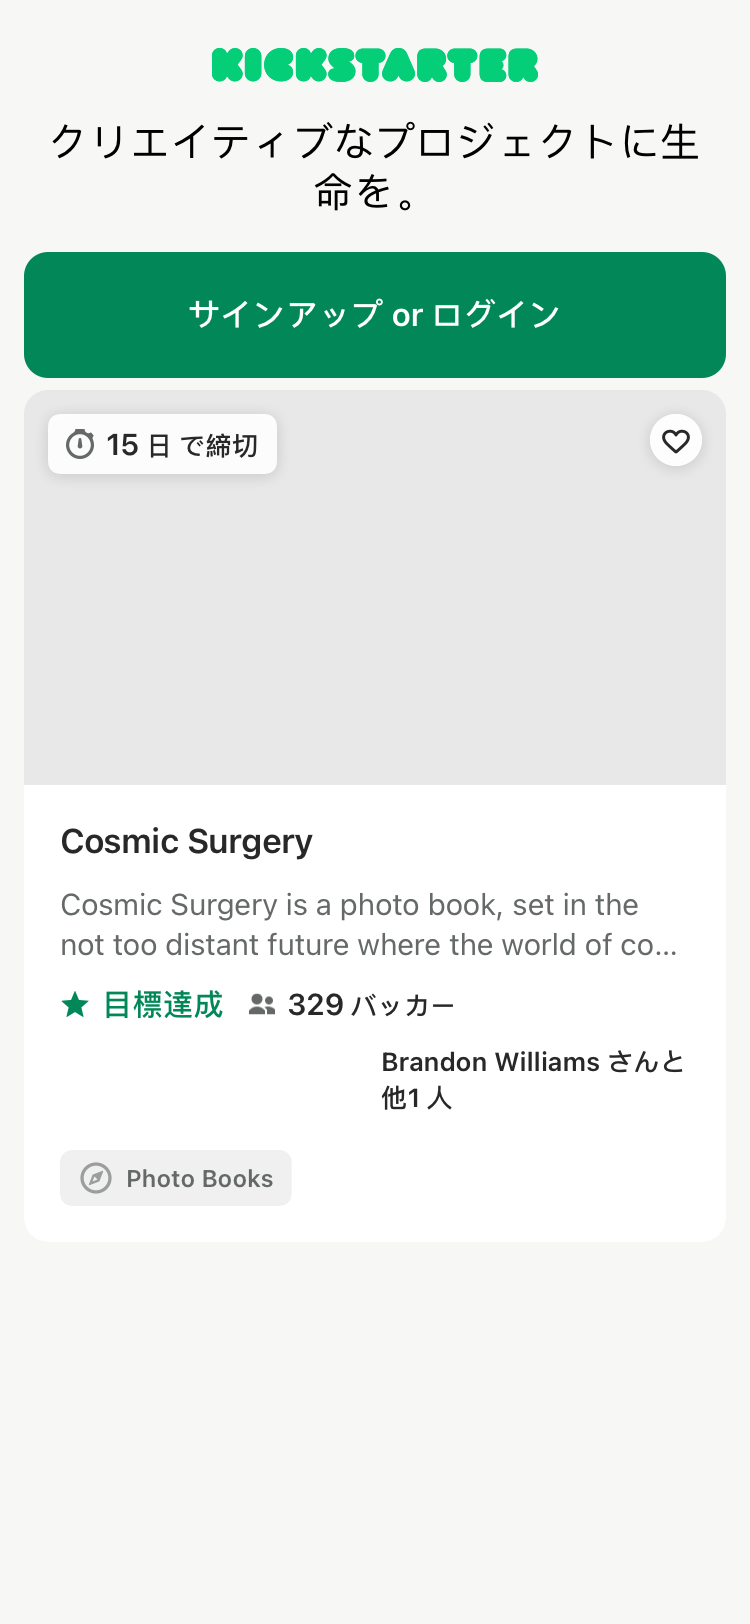 KICKSTARTER
クリエイティブなプロジェクトに生
命を。
サインアップ or ログイン
15 日 で締切
Cosmic Surgery
Cosmic Surgery is a photo book, set in the
not too distant future where the world of co...
目標達成 329 バッカー
Brandon Williams さんと
他1 人
Photo Books